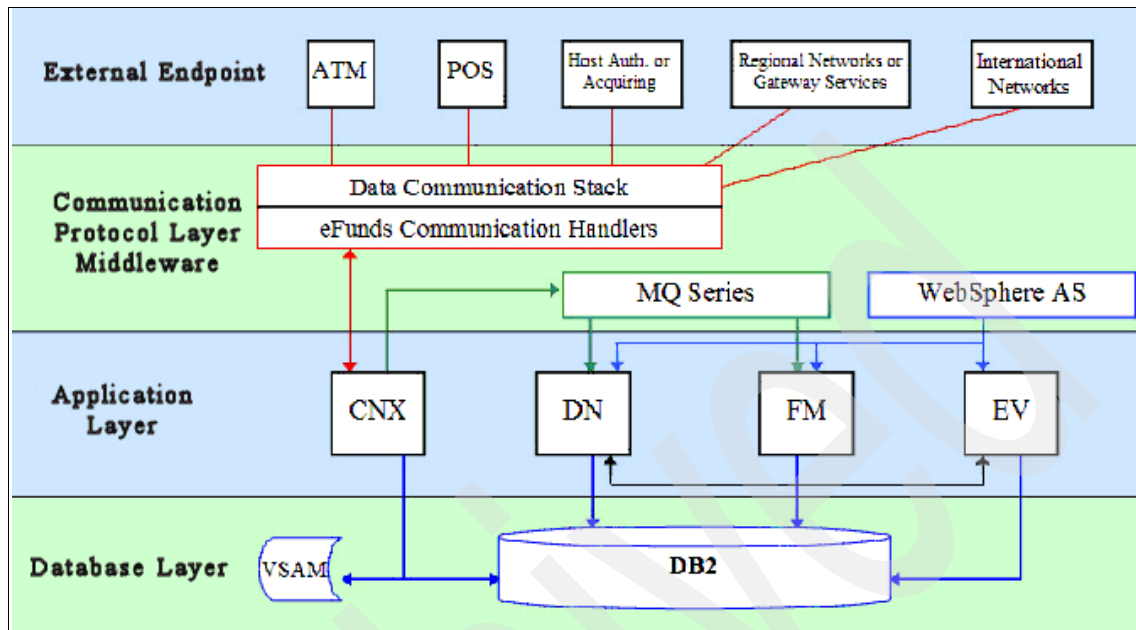 External Endpoint
ATM
POS
Host Auth. or
Acquiring
Regional Networks or
Gateway Services
International
Networks
Communication
Protocol Layer
Middleware
Data Communication Stack
eFunds Communication Handlers
MQ Series
WebSphere AS
Application
Layer
CNX
DN
FM
EV
Database Layer
VSAM
DB2